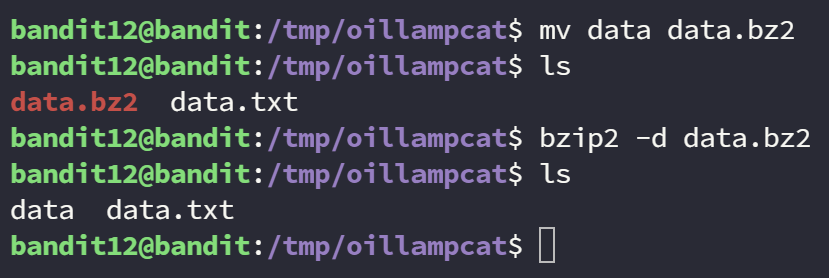 bandit12@bandit:/tmp/oillampcat$ mv data data.bz2
bandit12@bandit:/tmp/oillampcat$ ls
data.bz2  data.txt
bandit12@bandit:/tmp/oillampcat$ bzip2 -d data.bz2
bandit12@bandit:/tmp/oillampcat$ ls
data  data.txt
bandit12@bandit:/tmp/oillampcat$